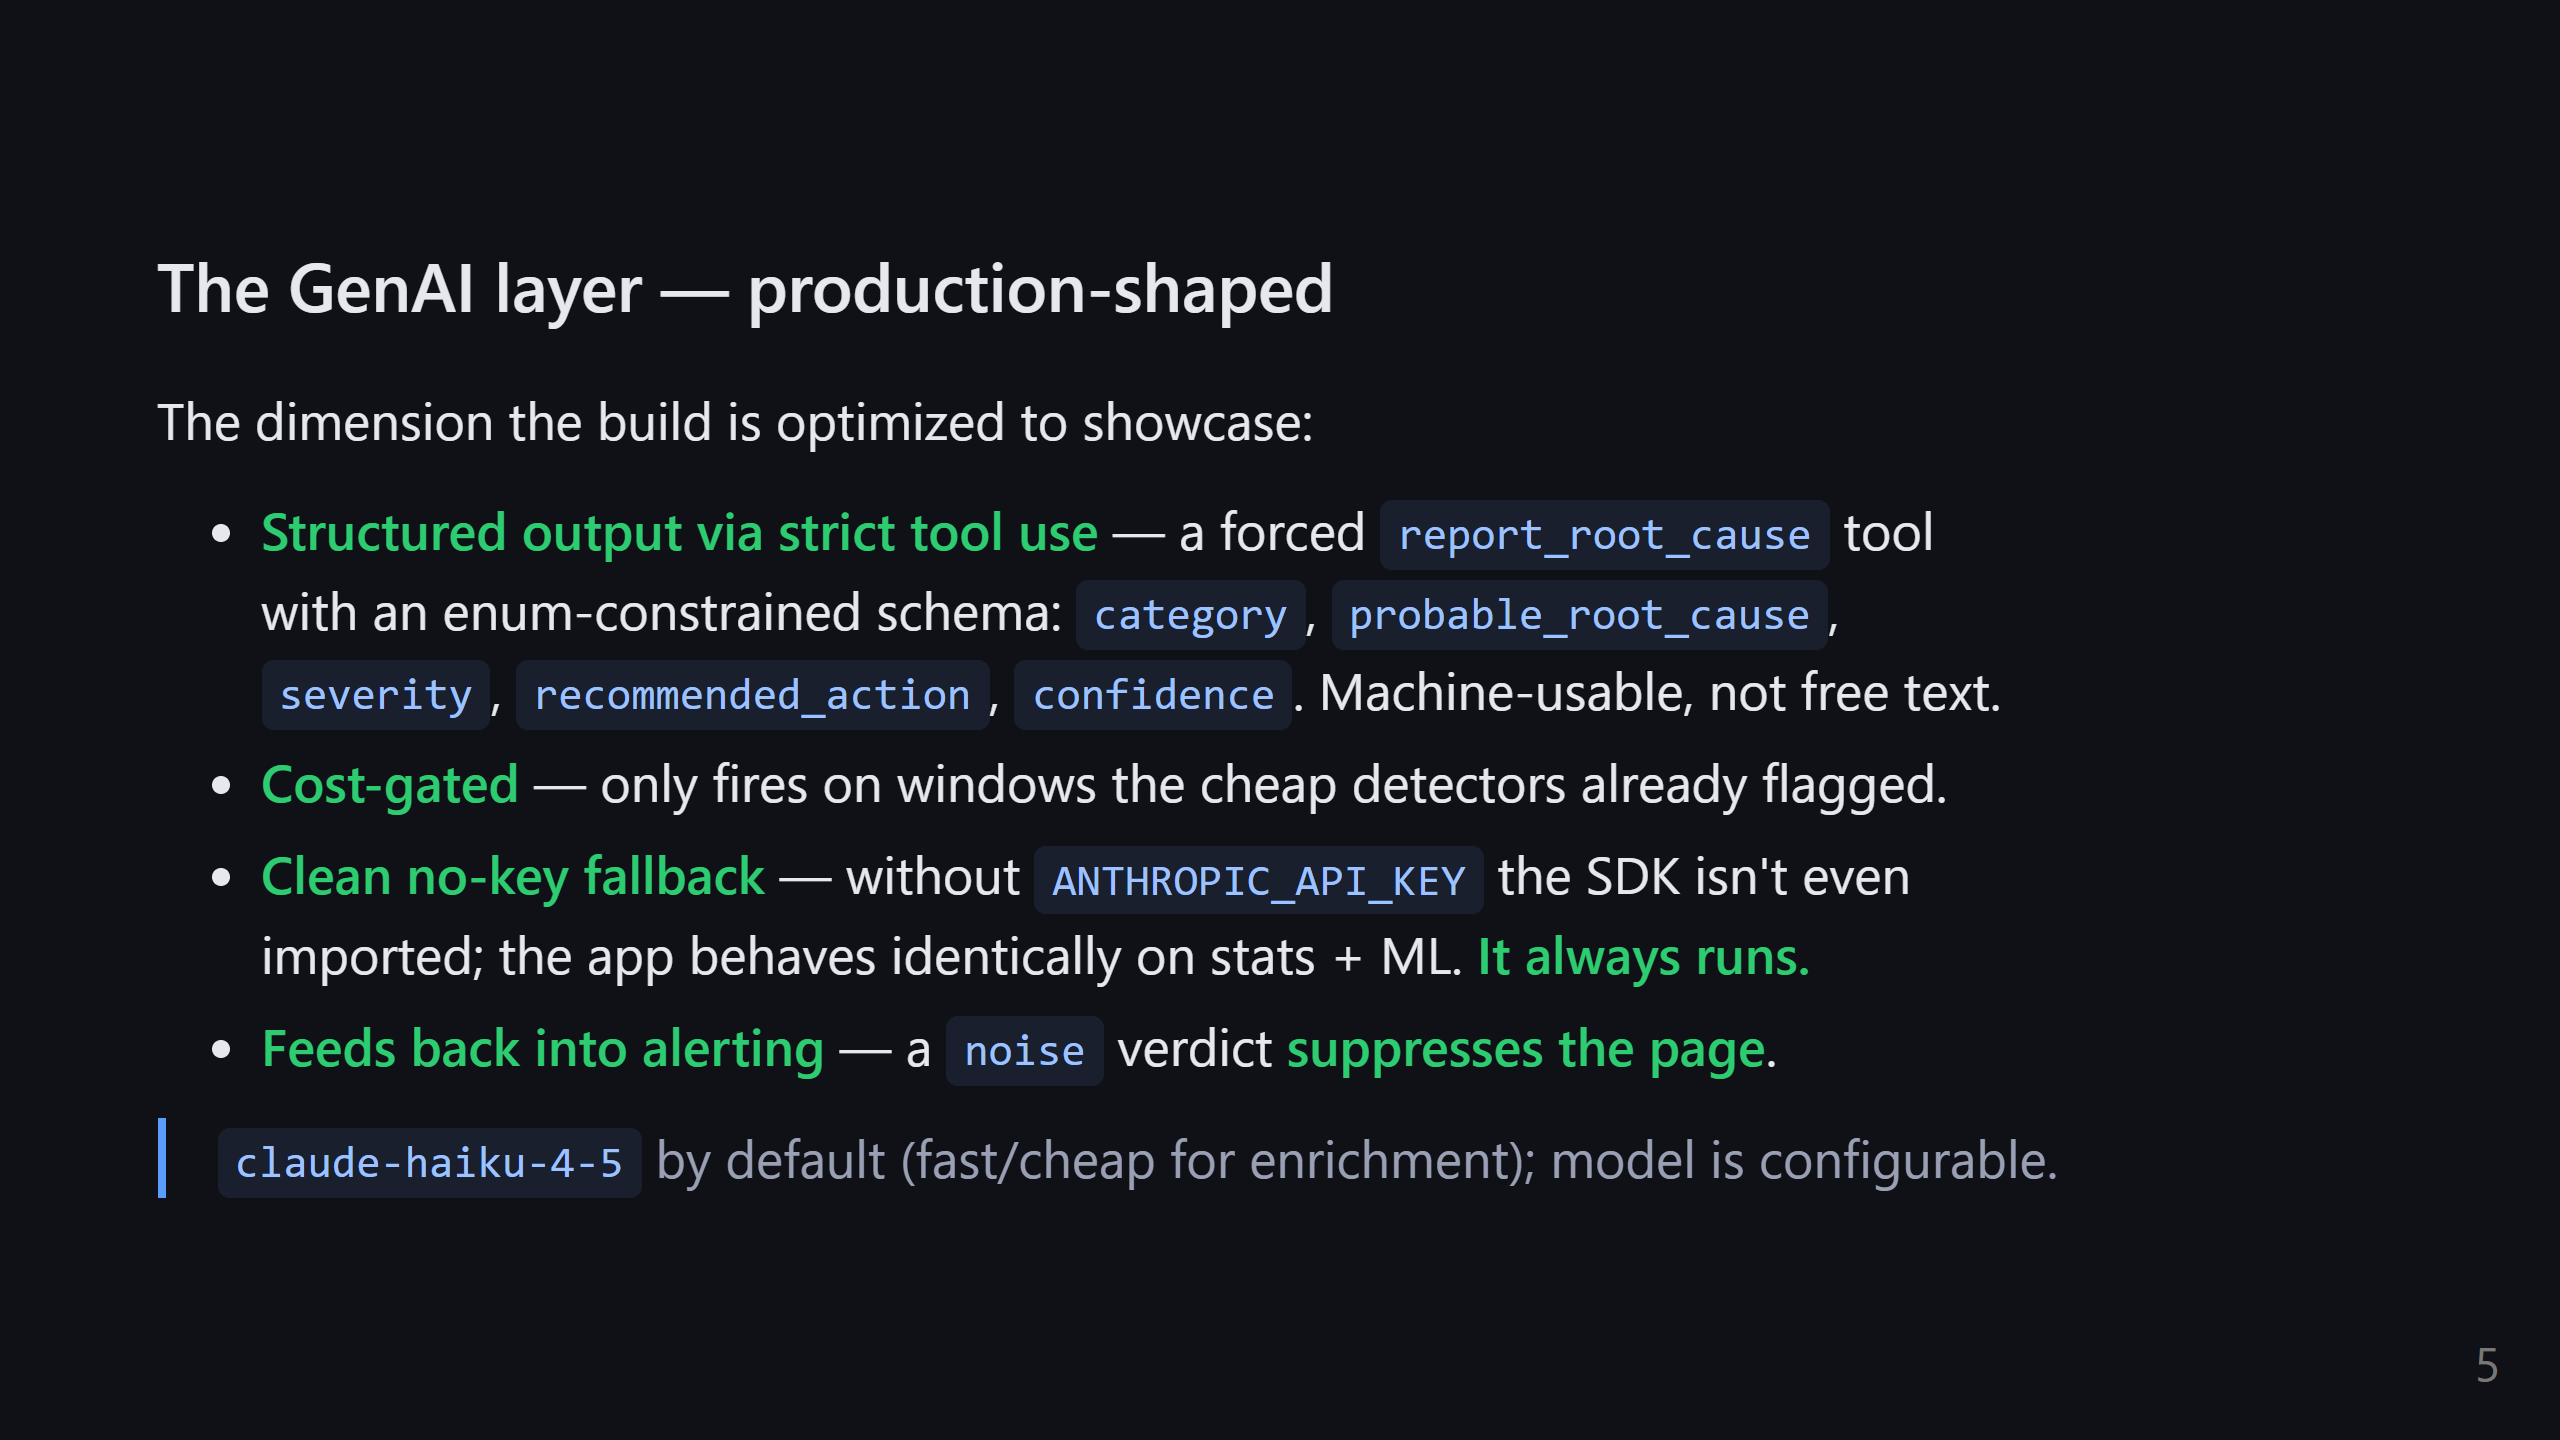 The GenAI layer — production-shaped
The dimension the build is optimized to showcase:
• Structured output via strict tool use — a forced report_root_cause tool
with an enum-constrained schema: category, probable_root_cause,
severity, recommended_action, confidence. Machine-usable, not free text.
• Cost-gated — only fires on windows the cheap detectors already flagged.
• Clean no-key fallback — without ANTHROPIC_API_KEY the SDK isn't even
imported; the app behaves identically on stats + ML. It always runs.
• Feeds back into alerting — a noise verdict suppresses the page.
claude-haiku-4-5 by default (fast/cheap for enrichment); model is configurable.
5